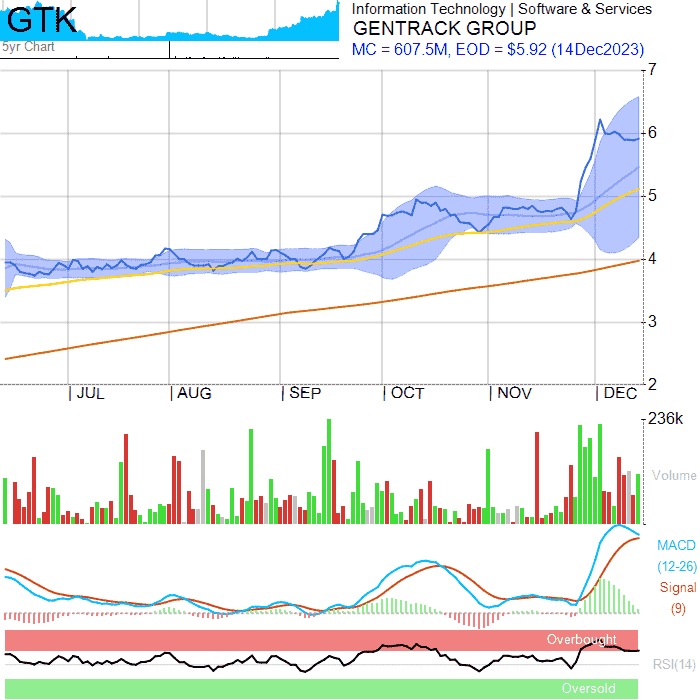 GTK
Information Technology | Software & Services
GENTRACK GROUP
5yr Chart
MC = 607.5M, EOD = $5.92 (14Dec2023)
7
6
5
4
3
2
| JUL | AUG | SEP | OCT | NOV | DEC
236k
Volume
MACD
(12-26)
Signal
(9)
Overbought
RSI(14)
Oversold